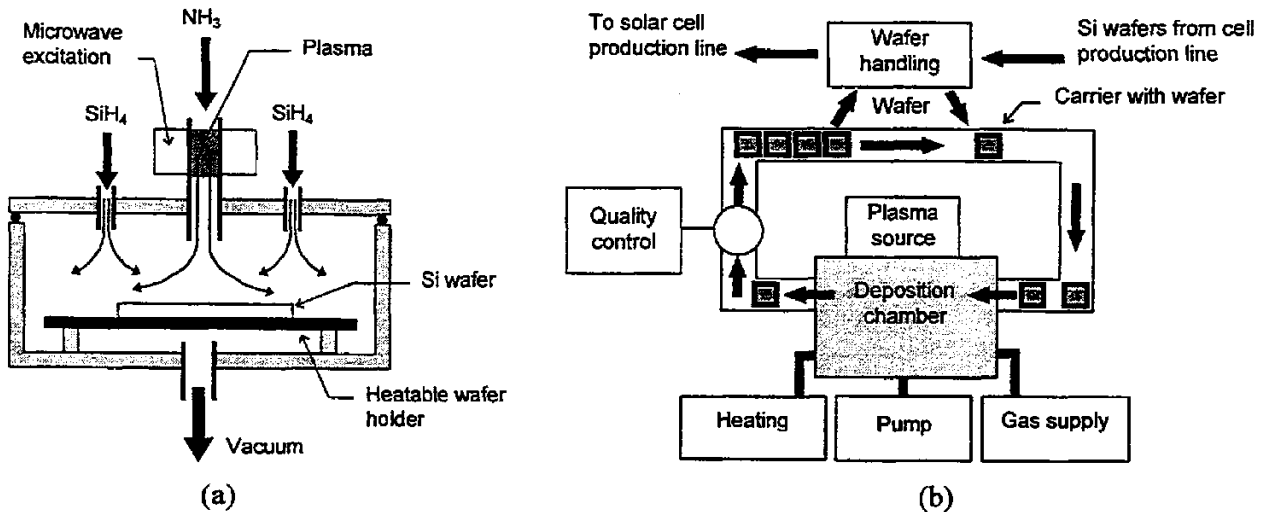 NH₃
Microwave
excitation
Plasma
SiH₄
SiH₄
Si wafer
Heatable wafer
holder
Vacuum
(a)
To solar cell
production line
Wafer
handling
Si wafers from cell
production line
Wafer
Carrier with wafer
Quality
control
Plasma
source
Deposition
chamber
Heating
Pump
Gas supply
(b)